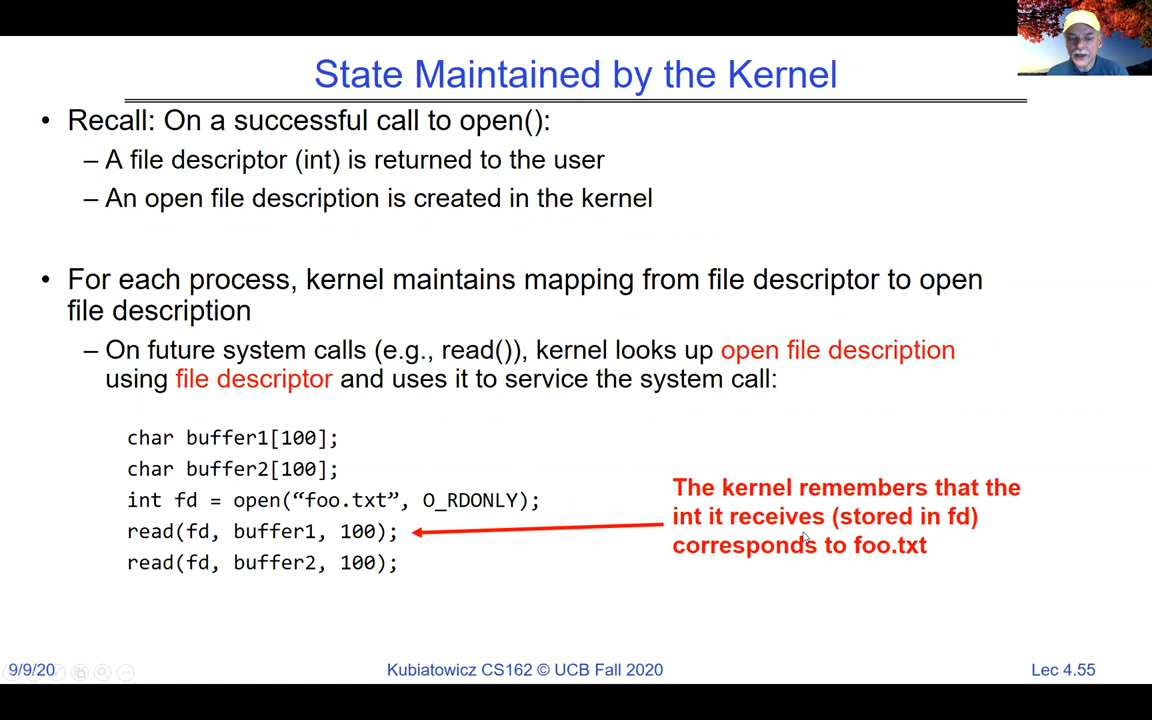 State Maintained by the Kernel
• Recall: On a successful call to open():
– A file descriptor (int) is returned to the user
– An open file description is created in the kernel
• For each process, kernel maintains mapping from file descriptor to open
file description
– On future system calls (e.g., read()), kernel looks up open file description
using file descriptor and uses it to service the system call:
char buffer1[100];
char buffer2[100];
int fd = open(“foo.txt”, O_RDONLY);
read(fd, buffer1, 100);
read(fd, buffer2, 100);
The kernel remembers that the
int it receives (stored in fd)
corresponds to foo.txt
9/9/20
Kubiatowicz CS162 © UCB Fall 2020
Lec 4.55